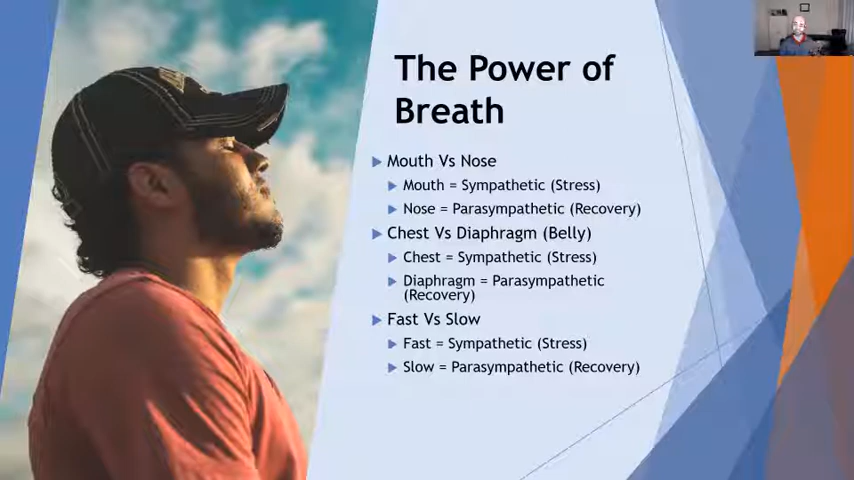 The Power of
Breath
Mouth Vs Nose
Mouth = Sympathetic (Stress)
Nose = Parasympathetic (Recovery)
Chest Vs Diaphragm (Belly)
Chest = Sympathetic (Stress)
Diaphragm = Parasympathetic
(Recovery)
Fast Vs Slow
Fast = Sympathetic (Stress)
Slow = Parasympathetic (Recovery)